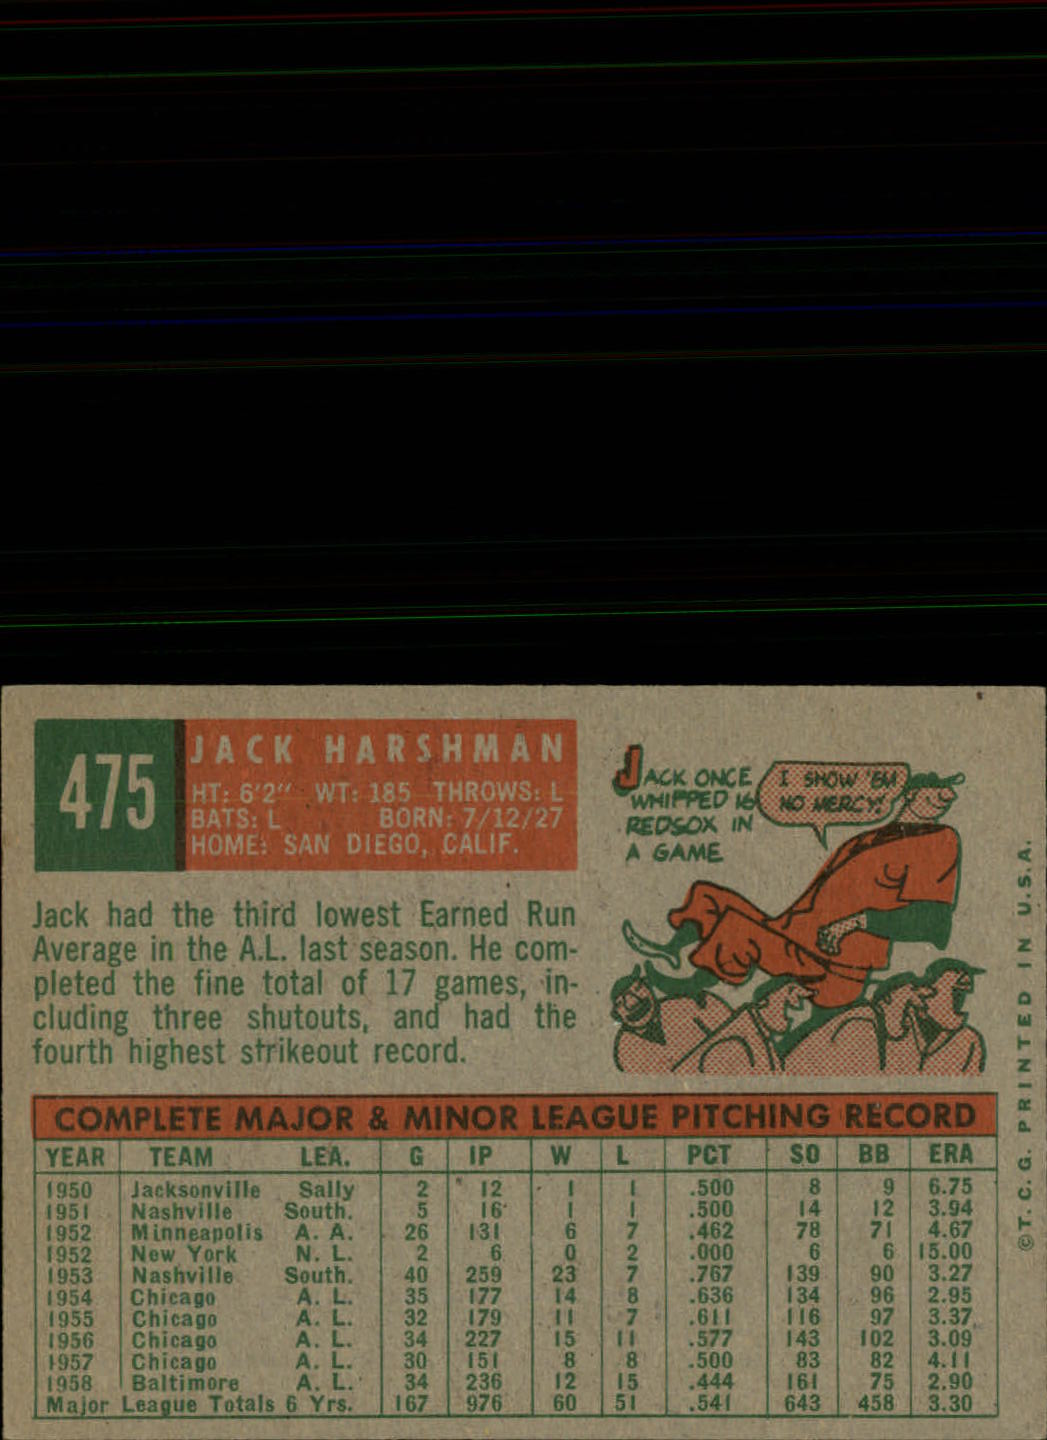 475
JACK HARSHMAN
HT: 6'2" WT: 185 THROWS: L
BATS: L BORN: 7/12/27
HOME: SAN DIEGO, CALIF.
JACK ONCE
WHIPPED 16
REDSOX IN
A GAME
I SHOW 'EM
NO MERCY!
Jack had the third lowest Earned Run
Average in the A.L. last season. He com-
pleted the fine total of 17 games, in-
cluding three shutouts, and had the
fourth highest strikeout record.
COMPLETE MAJOR & MINOR LEAGUE PITCHING RECORD
YEAR TEAM LEA. G IP W L PCT SO BB ERA
1950 Jacksonville Sally 2 12 1 1 .500 8 9 6.75
1951 Nashville South. 5 16 1 1 .500 14 12 3.94
1952 Minneapolis A. A. 26 131 6 7 .462 78 71 4.67
1952 New York N. L. 2 6 0 2 .000 6 6 15.00
1953 Nashville South. 40 259 23 7 .767 139 90 3.27
1954 Chicago A. L. 35 177 14 8 .636 134 96 2.95
1955 Chicago A. L. 32 179 11 7 .611 116 97 3.37
1956 Chicago A. L. 34 227 15 11 .577 143 102 3.09
1957 Chicago A. L. 30 151 8 8 .500 83 82 4.11
1958 Baltimore A. L. 34 236 12 15 .444 161 75 2.90
Major League Totals 6 Yrs. 167 976 60 51 .541 643 458 3.30
©T. C. G. PRINTED IN U.S.A.